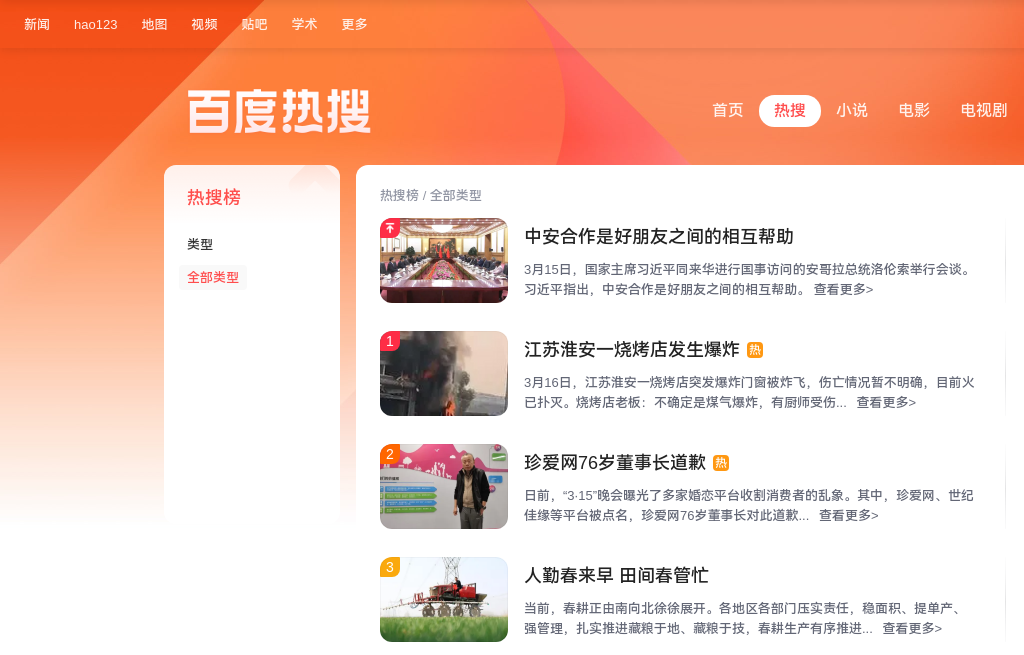 新闻 hao123 地图 视频 贴吧 学术 更多
百度热搜
首页 热搜 小说 电影 电视剧
热搜榜
类型
全部类型
热搜榜 / 全部类型
中安合作是好朋友之间的相互帮助
3月15日，国家主席习近平同来华进行国事访问的安哥拉总统洛伦索举行会谈。
习近平指出，中安合作是好朋友之间的相互帮助。 查看更多>
1
江苏淮安一烧烤店发生爆炸 热
3月16日，江苏淮安一烧烤店突发爆炸门窗被炸飞，伤亡情况暂不明确，目前火
已扑灭。烧烤店老板：不确定是煤气爆炸，有厨师受伤... 查看更多>
2
珍爱网76岁董事长道歉 热
日前，“3·15”晚会曝光了多家婚恋平台收割消费者的乱象。其中，珍爱网、世纪
佳缘等平台被点名，珍爱网76岁董事长对此道歉... 查看更多>
3
人勤春来早 田间春管忙
当前，春耕正由南向北徐徐展开。各地区各部门压实责任，稳面积、提单产、
强管理，扎实推进藏粮于地、藏粮于技，春耕生产有序推进... 查看更多>